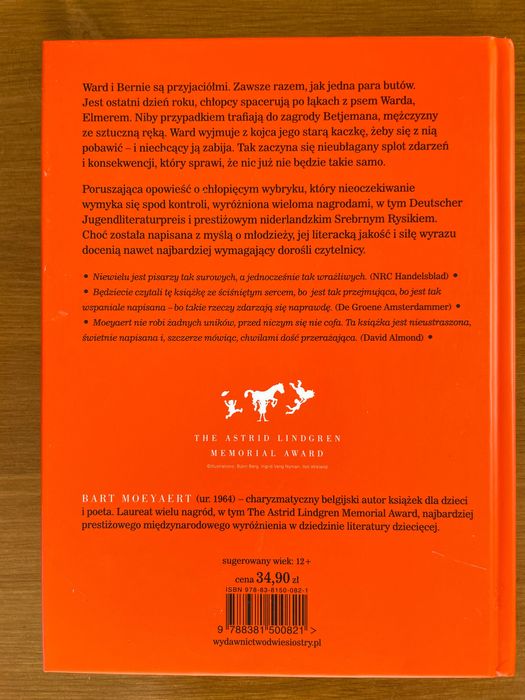 Ward i Bernie są przyjaciółmi. Zawsze razem, jak jedna para butów.
Jest ostatni dzień roku, chłopcy spacerują po łąkach z psem Warda,
Elmerem. Niby przypadkiem trafiają do zagrody Betjemana, mężczyzny
ze sztuczną ręką. Ward wyjmuje z kojca jego starą kaczkę, żeby się z nią
pobawić – i niechcący ją zabija. Tak zaczyna się nieubłagany splot zdarzeń
i konsekwencji, który sprawi, że nic już nie będzie takie samo.
Poruszająca opowieść o chłopięcym wybryku, który nieoczekiwanie
wymyka się spod kontroli, wyróżniona wieloma nagrodami, w tym Deutscher
Jugendliteraturpreis i prestiżowym niderlandzkim Srebrnym Rysikiem.
Choć została napisana z myślą o młodzieży, jej literacką jakość i siłę wyrazu
docenią nawet najbardziej wymagający dorośli czytelnicy.
• Niewielu jest pisarzy tak surowych, a jednocześnie tak wrażliwych. (NRC Handelsblad) •
• Będziecie czytali tę książkę ze ściśniętym sercem, bo jest tak przejmująca, bo jest tak
wspaniale napisana – bo takie rzeczy zdarzają się naprawdę. (De Groene Amsterdammer) •
• Moeyaert nie robi żadnych uników, przed niczym się nie cofa. Ta książka jest nieustraszona,
świetnie napisana i, szczerze mówiąc, chwilami dość przerażająca. (David Almond) •
THE ASTRID LINDGREN
MEMORIAL AWARD
©Illustrations: Björn Berg, Ingrid Vang Nyman, Ilon Wikland
BART MOEYAERT (ur. 1964) – charyzmatyczny belgijski autor książek dla dzieci
i poeta. Laureat wielu nagród, w tym The Astrid Lindgren Memorial Award, najbardziej
prestiżowego międzynarodowego wyróżnienia w dziedzinie literatury dziecięcej.
sugerowany wiek: 12+
cena 34,90 zł
ISBN 978-83-8150-082-1
9 788381 500821 >
wydawnictwodwiesiostry.pl